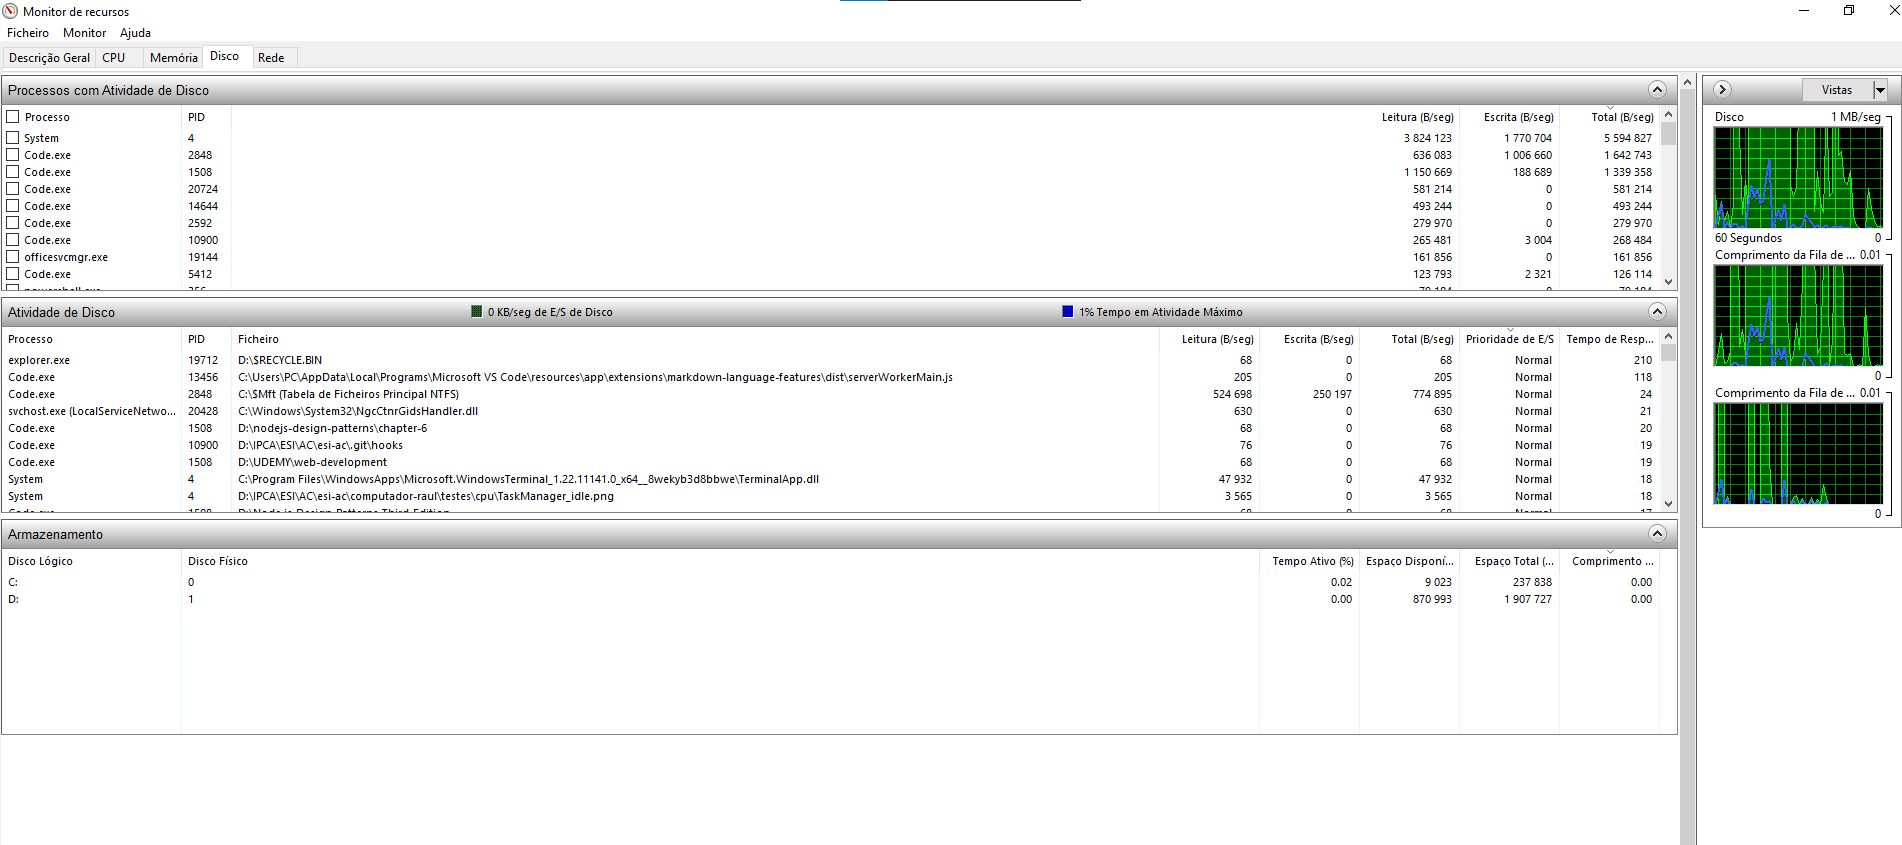 Monitor de recursos
Ficheiro Monitor Ajuda
Descrição Geral CPU Memória Disco Rede
Processos com Atividade de Disco
Processo PID Leitura (B/seg) Escrita (B/seg) Total (B/seg)
System 4 3 824 123 1 770 704 5 594 827
Code.exe 2848 636 083 1 006 660 1 642 743
Code.exe 1508 1 150 669 188 689 1 339 358
Code.exe 20724 581 214 0 581 214
Code.exe 14644 493 244 0 493 244
Code.exe 2592 279 970 0 279 970
Code.exe 10900 265 481 3 004 268 484
officesvcmgr.exe 19144 161 856 0 161 856
Code.exe 5412 123 793 2 321 126 114
Atividade de Disco 0 KB/seg de E/S de Disco 1% Tempo em Atividade Máximo
Processo PID Ficheiro Leitura (B/seg) Escrita (B/seg) Total (B/seg) Prioridade de E/S Tempo de Resp...
explorer.exe 19712 D:\$RECYCLE.BIN 68 0 68 Normal 210
Code.exe 13456 C:\Users\PC\AppData\Local\Programs\Microsoft VS Code\resources\app\extensions\markdown-language-features\dist\serverWorkerMain.js 205 0 205 Normal 118
Code.exe 2848 C:\$Mft (Tabela de Ficheiros Principal NTFS) 524 698 250 197 774 895 Normal 24
svchost.exe (LocalServiceNetwo... 20428 C:\Windows\System32\NgcCtnrGidsHandler.dll 630 0 630 Normal 21
Code.exe 1508 D:\nodejs-design-patterns\chapter-6 68 0 68 Normal 20
Code.exe 10900 D:\IPCA\ESI\AC\esi-ac\.git\hooks 76 0 76 Normal 19
Code.exe 1508 D:\UDEMY\web-development 68 0 68 Normal 19
System 4 C:\Program Files\WindowsApps\Microsoft.WindowsTerminal_1.22.11141.0_x64__8wekyb3d8bbwe\TerminalApp.dll 47 932 0 47 932 Normal 18
System 4 D:\IPCA\ESI\AC\esi-ac\computador-raul\testes\cpu\TaskManager_idle.png 3 565 0 3 565 Normal 18
Armazenamento
Disco Lógico Disco Físico Tempo Ativo (%) Espaço Disponí... Espaço Total (... Comprimento ...
C: 0 0.02 9 023 237 838 0.00
D: 1 0.00 870 993 1 907 727 0.00
Vistas
Disco 1 MB/seg
60 Segundos 0
Comprimento da Fila de ... 0.01
0
Comprimento da Fila de ... 0.01
0